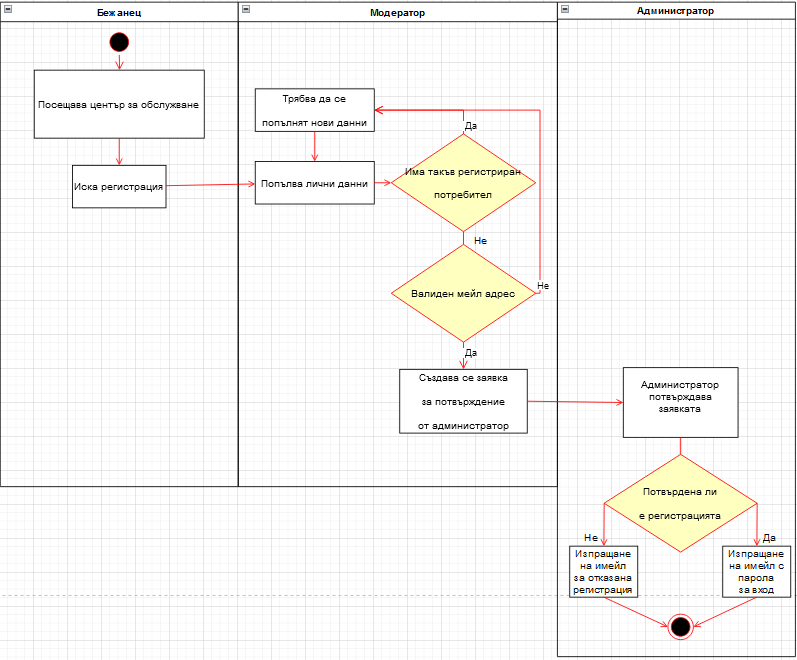 Бежанец
Модератор
Администратор
Посещава център за обслужване
Иска регистрация
Трябва да се
попълнят нови данни
Попълва лични данни
Да
Има такъв регистриран
потребител
Не
Валиден мейл адрес
Не
Да
Създава се заявка
за потвърждение
от администратор
Администратор
потвърждава
заявката
Потвърдена ли
е регистрацията
Не
Да
Изпращане
на имейл
за отказана
регистрация
Изпращане
на имейл с
парола
за вход